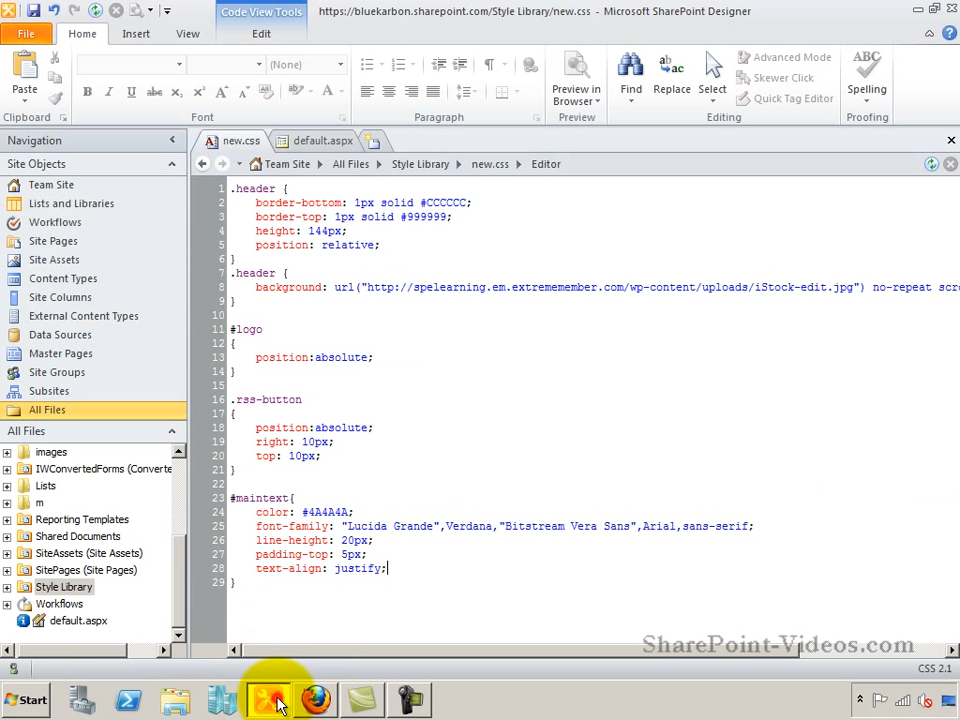 Code View Tools
https://bluekarbon.sharepoint.com/Style Library/new.css - Microsoft SharePoint Designer
File
Home
Insert
View
Edit
Paste
(None)
B
I
U
abc
Preview in
Browser
Find
Replace
Select
Advanced Mode
Skewer Click
Quick Tag Editor
ABC
Spelling
Clipboard
Font
Paragraph
Preview
Editing
Proofing
Navigation
Site Objects
Team Site
Lists and Libraries
Workflows
Site Pages
Site Assets
Content Types
Site Columns
External Content Types
Data Sources
Master Pages
Site Groups
Subsites
All Files
All Files
images
IWConvertedForms (Converte
Lists
m
Reporting Templates
Shared Documents
SiteAssets (Site Assets)
SitePages (Site Pages)
Style Library
Workflows
default.aspx
new.css
default.aspx
Team Site
All Files
Style Library
new.css
Editor
1 .header {
2 border-bottom: 1px solid #CCCCCC;
3 border-top: 1px solid #999999;
4 height: 144px;
5 position: relative;
6 }
7 .header {
8 background: url("http://spelearning.em.extrememember.com/wp-content/uploads/iStock-edit.jpg") no-repeat scro
9 }
10
11 #logo
12 {
13 position:absolute;
14 }
15
16 .rss-button
17 {
18 position:absolute;
19 right: 10px;
20 top: 10px;
21 }
22
23 #maintext{
24 color: #4A4A4A;
25 font-family: "Lucida Grande",Verdana,"Bitstream Vera Sans",Arial,sans-serif;
26 line-height: 20px;
27 padding-top: 5px;
28 text-align: justify;
29 }
SharePoint-Videos.com
CSS 2.1
Start